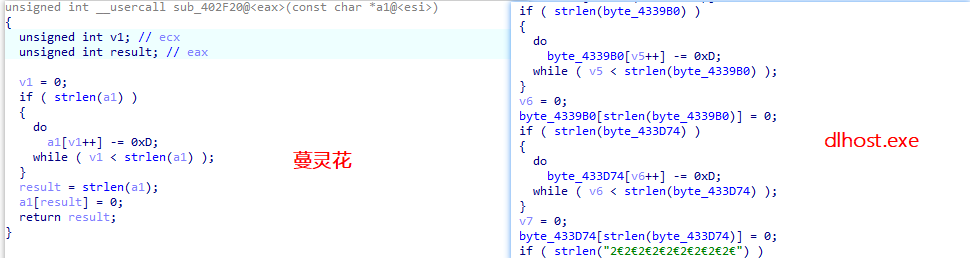 unsigned int __usercall sub_402F20@<eax>(const char *a1@<esi>)
{
unsigned int v1; // ecx
unsigned int result; // eax
v1 = 0;
if ( strlen(a1) )
{
do
a1[v1++] -= 0xD;
while ( v1 < strlen(a1) );
}
result = strlen(a1);
a1[result] = 0;
return result;
}
蔓灵花
if ( strlen(byte_4339B0) )
{
do
byte_4339B0[v5++] -= 0xD;
while ( v5 < strlen(byte_4339B0) );
}
v6 = 0;
byte_4339B0[strlen(byte_4339B0)] = 0;
if ( strlen(byte_433D74) )
{
do
byte_433D74[v6++] -= 0xD;
while ( v6 < strlen(byte_433D74) );
}
v7 = 0;
byte_433D74[strlen(byte_433D74)] = 0;
if ( strlen("2€2€2€2€2€2€2€2€2€") )
dlhost.exe